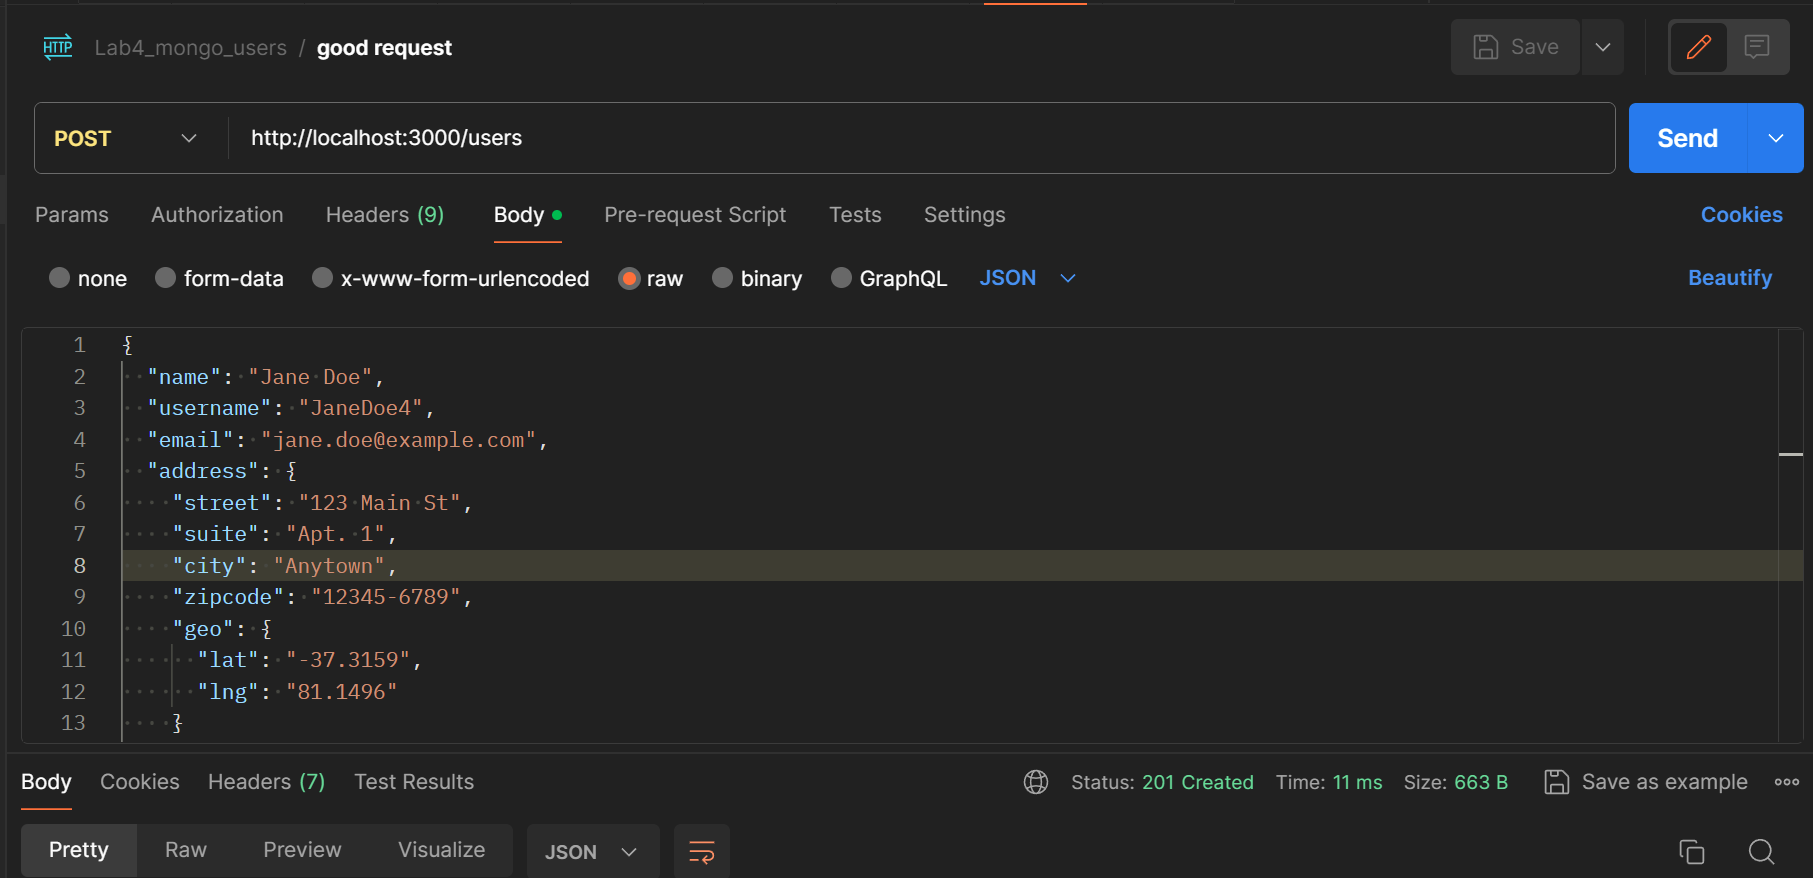 HTTP Lab4_mongo_users / good request Save
POST http://localhost:3000/users Send
Params Authorization Headers (9) Body Pre-request Script Tests Settings Cookies
none form-data x-www-form-urlencoded raw binary GraphQL JSON Beautify
1 {
2 "name": "Jane Doe",
3 "username": "JaneDoe4",
4 "email": "jane.doe@example.com",
5 "address": {
6 "street": "123 Main St",
7 "suite": "Apt. 1",
8 "city": "Anytown",
9 "zipcode": "12345-6789",
10 "geo": {
11 "lat": "-37.3159",
12 "lng": "81.1496"
13 }
Body Cookies Headers (7) Test Results Status: 201 Created Time: 11 ms Size: 663 B Save as example
Pretty Raw Preview Visualize JSON